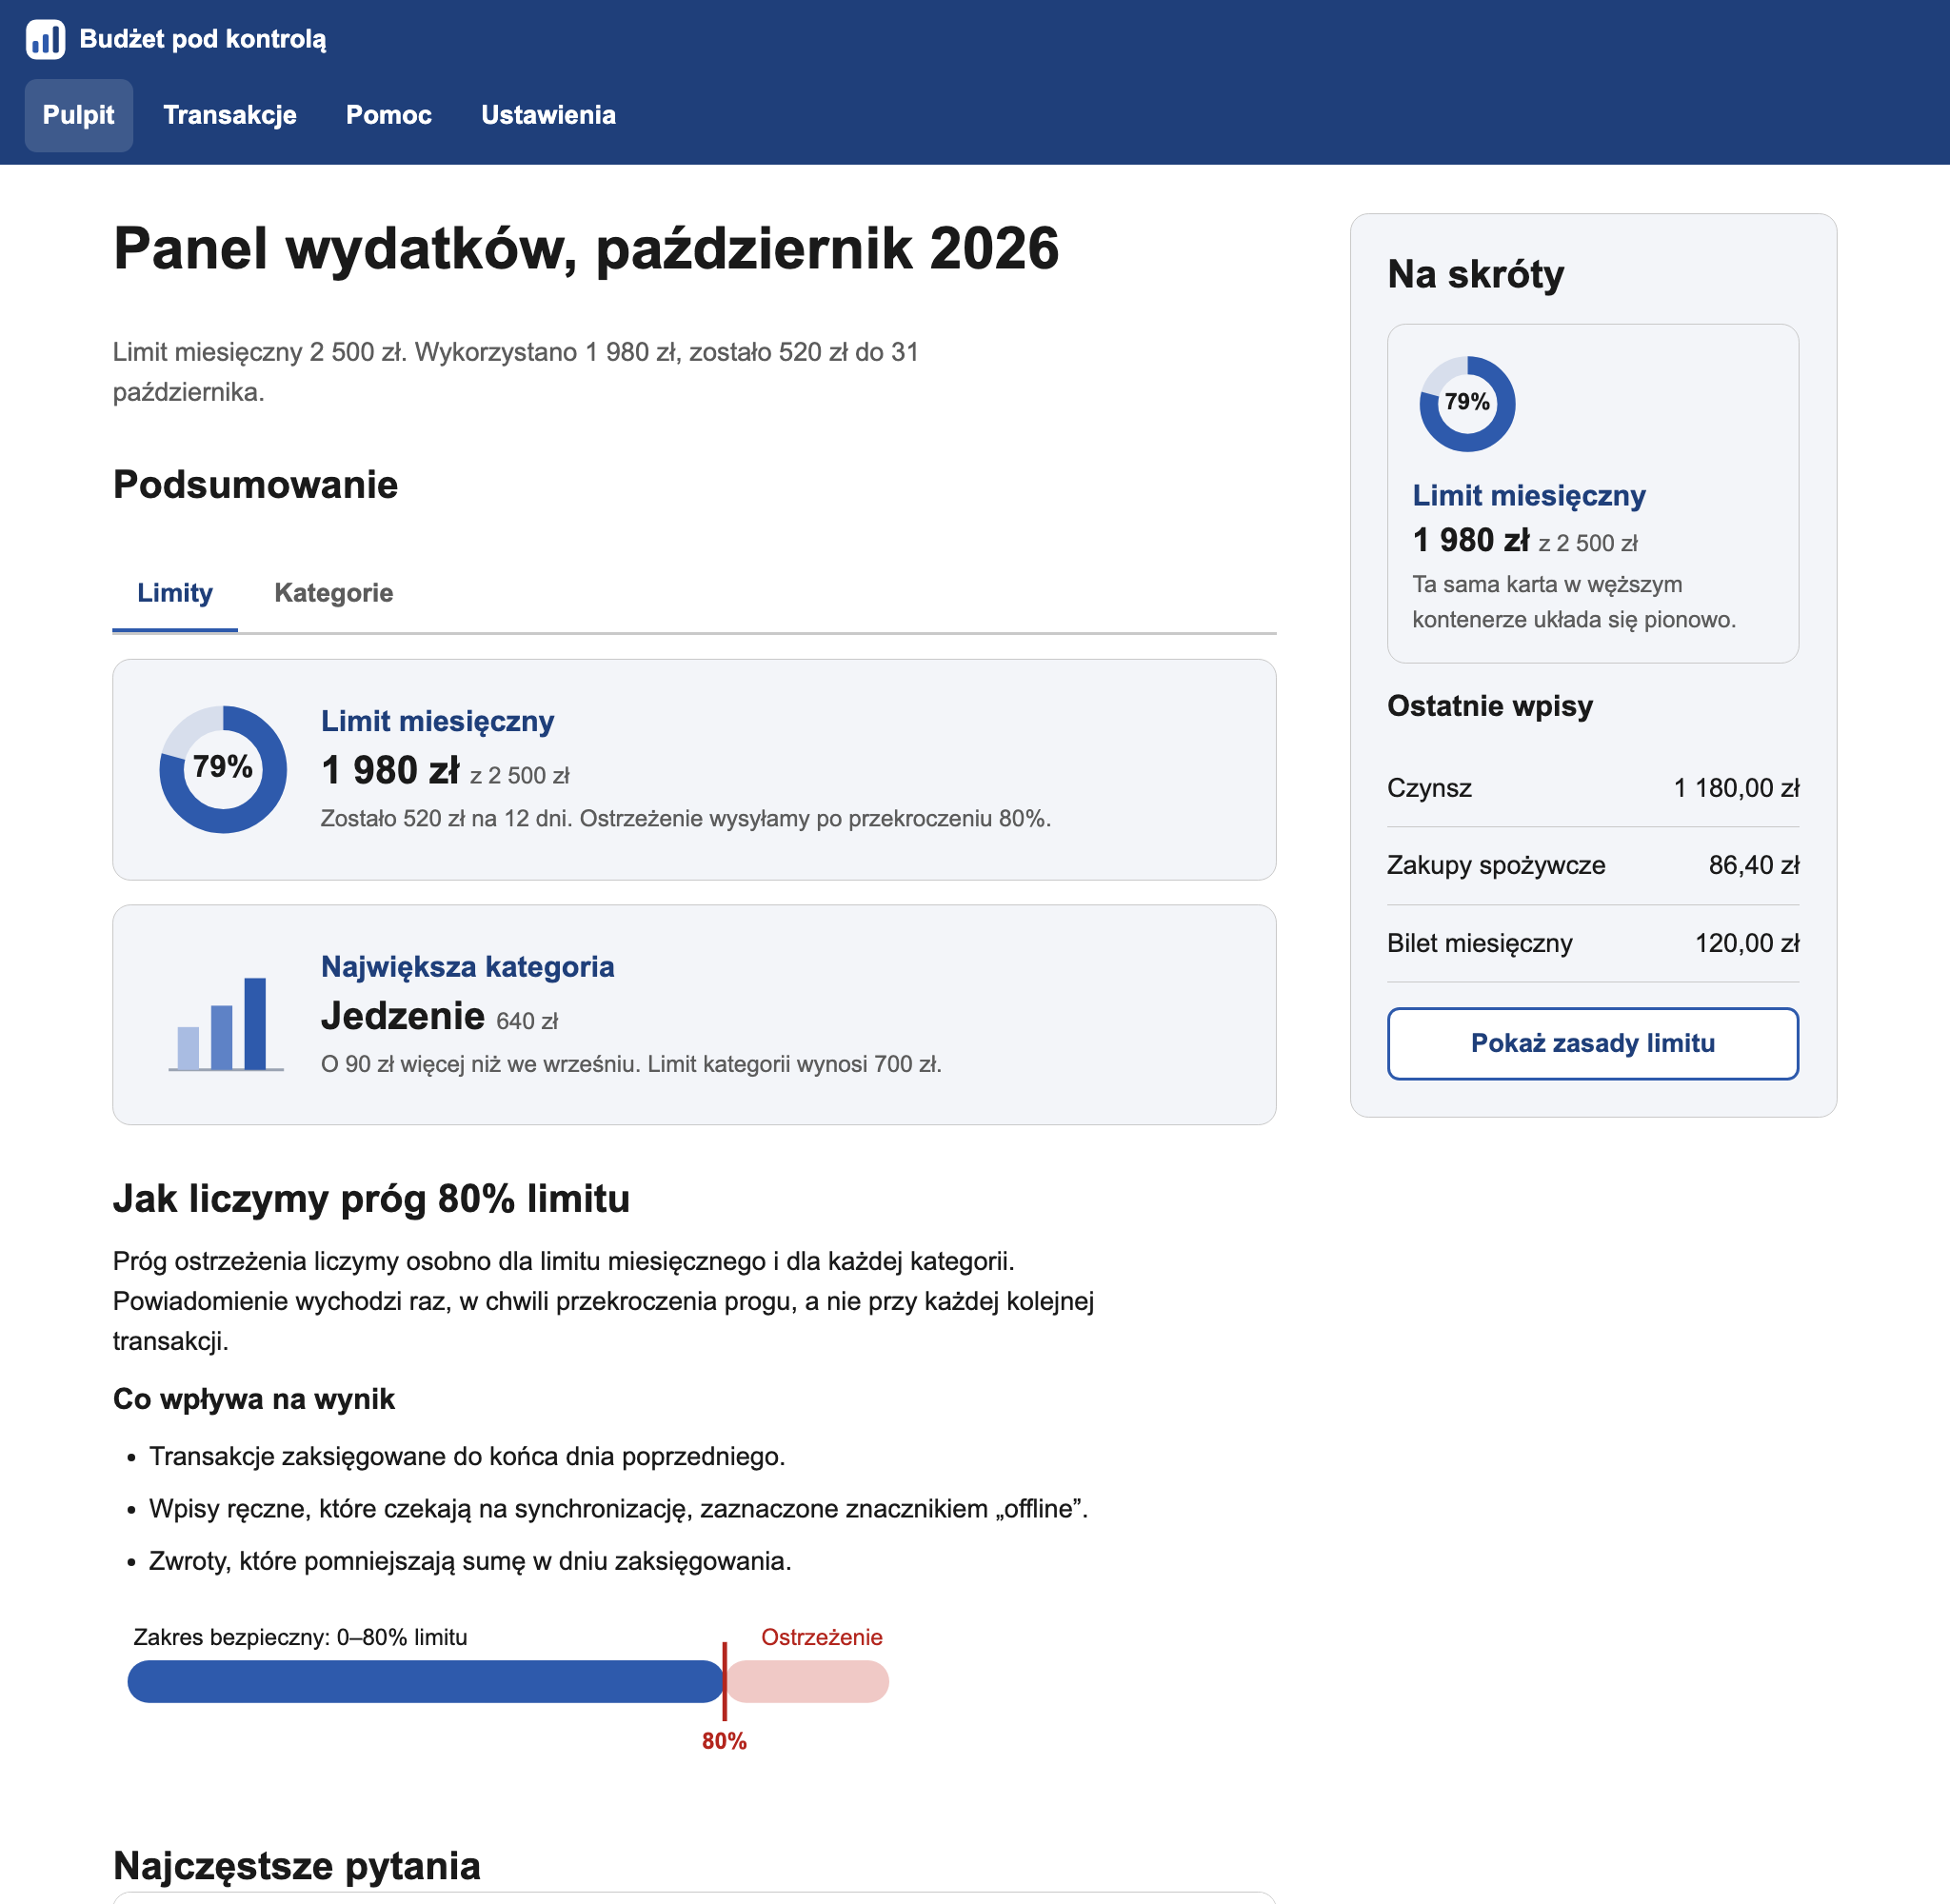 Budżet pod kontrolą
Pulpit
Transakcje
Pomoc
Ustawienia
Panel wydatków, październik 2026
Limit miesięczny 2 500 zł. Wykorzystano 1 980 zł, zostało 520 zł do 31
października.
Podsumowanie
Limity
Kategorie
79%
Limit miesięczny
1 980 zł z 2 500 zł
Zostało 520 zł na 12 dni. Ostrzeżenie wysyłamy po przekroczeniu 80%.
Największa kategoria
Jedzenie 640 zł
O 90 zł więcej niż we wrześniu. Limit kategorii wynosi 700 zł.
Jak liczymy próg 80% limitu
Próg ostrzeżenia liczymy osobno dla limitu miesięcznego i dla każdej kategorii.
Powiadomienie wychodzi raz, w chwili przekroczenia progu, a nie przy każdej kolejnej
transakcji.
Co wpływa na wynik
• Transakcje zaksięgowane do końca dnia poprzedniego.
• Wpisy ręczne, które czekają na synchronizację, zaznaczone znacznikiem „offline”.
• Zwroty, które pomniejszają sumę w dniu zaksięgowania.
Zakres bezpieczny: 0–80% limitu
Ostrzeżenie
80%
Najczęstsze pytania
Na skróty
79%
Limit miesięczny
1 980 zł z 2 500 zł
Ta sama karta w węższym
kontenerze układa się pionowo.
Ostatnie wpisy
Czynsz 1 180,00 zł
Zakupy spożywcze 86,40 zł
Bilet miesięczny 120,00 zł
Pokaż zasady limitu